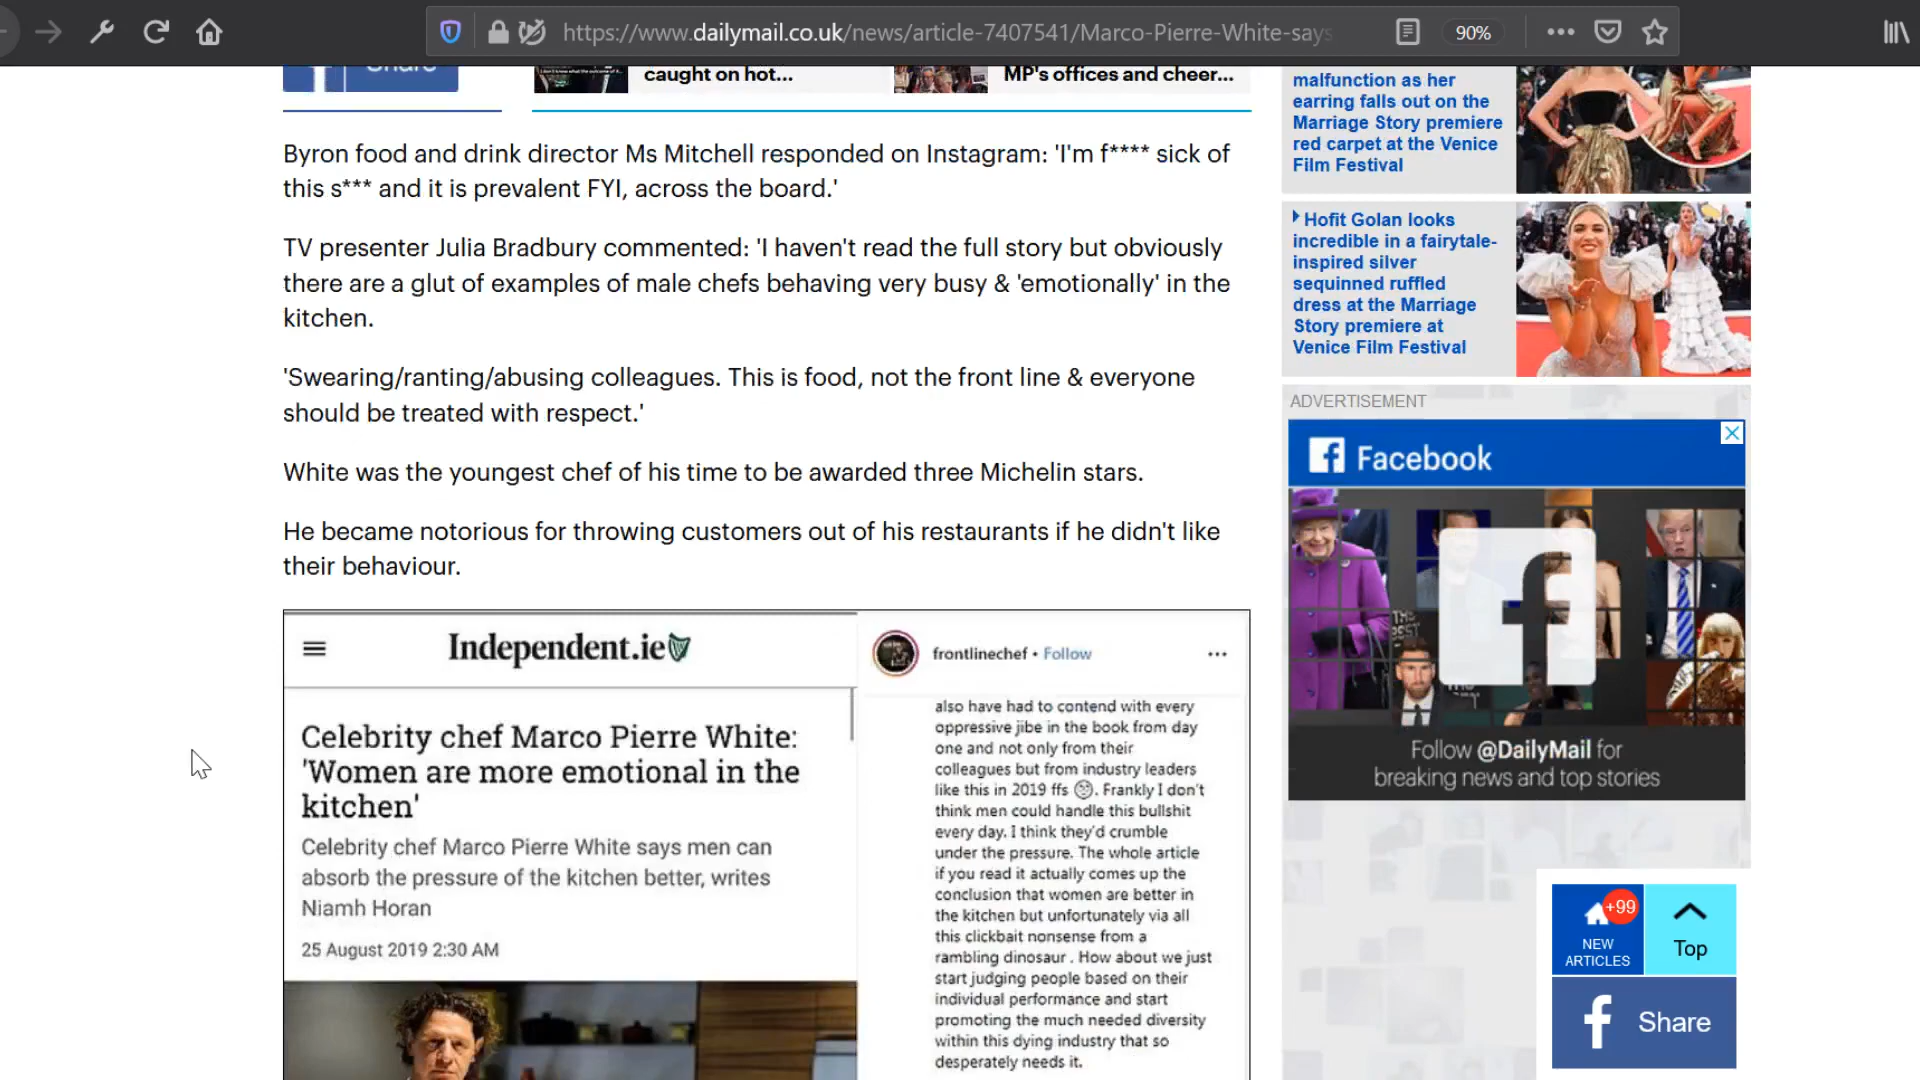 https://www.dailymail.co.uk/news/article-7407541/Marco-Pierre-White-says
90%
Share
caught on hot...
MP's offices and cheer...
Byron food and drink director Ms Mitchell responded on Instagram: 'I'm f**** sick of
this s*** and it is prevalent FYI, across the board.'
TV presenter Julia Bradbury commented: 'I haven't read the full story but obviously
there are a glut of examples of male chefs behaving very busy & 'emotionally' in the
kitchen.
'Swearing/ranting/abusing colleagues. This is food, not the front line & everyone
should be treated with respect.'
White was the youngest chef of his time to be awarded three Michelin stars.
He became notorious for throwing customers out of his restaurants if he didn't like
their behaviour.
Independent.ie
Celebrity chef Marco Pierre White:
'Women are more emotional in the
kitchen'
Celebrity chef Marco Pierre White says men can
absorb the pressure of the kitchen better, writes
Niamh Horan
25 August 2019 2:30 AM
frontlinechef • Follow
also have had to contend with every
oppressive jibe in the book from day
one and not only from their
colleagues but from industry leaders
like this in 2019 ffs 🙄. Frankly I don't
think men could handle this bullshit
every day. I think they'd crumble
under the pressure. The whole article
if you read it actually comes up the
conclusion that women are better in
the kitchen but unfortunately via all
this clickbait nonsense from a
rambling dinosaur . How about we just
start judging people based on their
individual performance and start
promoting the much needed diversity
within this dying industry that so
desperately needs it.
malfunction as her
earring falls out on the
Marriage Story premiere
red carpet at the Venice
Film Festival
Hofit Golan looks
incredible in a fairytale-
inspired silver
sequinned ruffled
dress at the Marriage
Story premiere at
Venice Film Festival
ADVERTISEMENT
Facebook
Follow @DailyMail for
breaking news and top stories
+99
NEW
ARTICLES
Top
Share